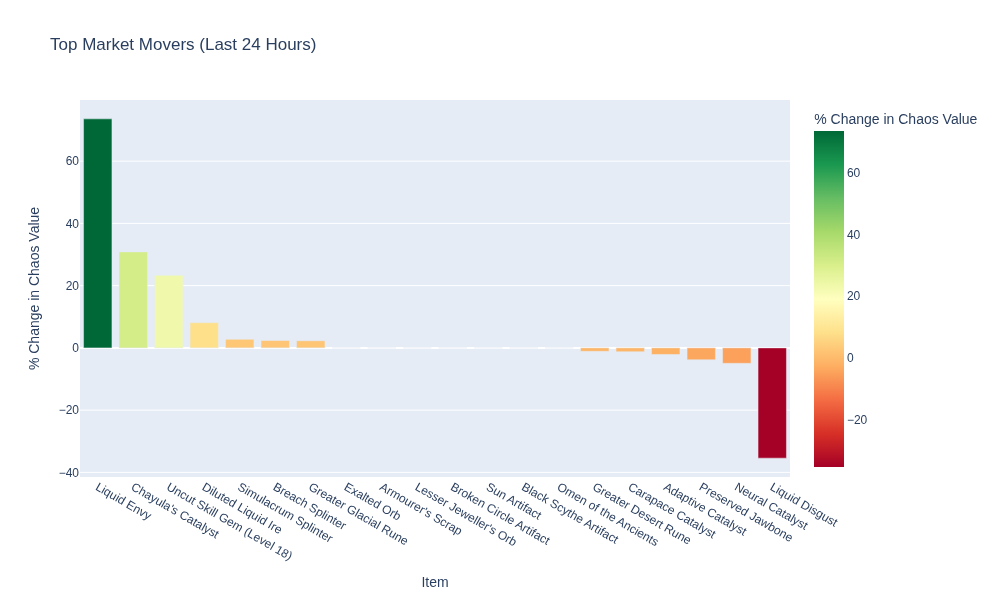 Top Market Movers (Last 24 Hours)
% Change in Chaos Value
60
40
20
0
−20
−40
% Change in Chaos Value
60
40
20
0
−20
Liquid Envy
Chayula's Catalyst
Uncut Skill Gem (Level 18)
Diluted Liquid Ire
Simulacrum Splinter
Breach Splinter
Greater Glacial Rune
Exalted Orb
Armourer's Scrap
Lesser Jeweller's Orb
Broken Circle Artifact
Sun Artifact
Black Scythe Artifact
Omen of the Ancients
Greater Desert Rune
Carapace Catalyst
Adaptive Catalyst
Preserved Jawbone
Neural Catalyst
Liquid Disgust
Item